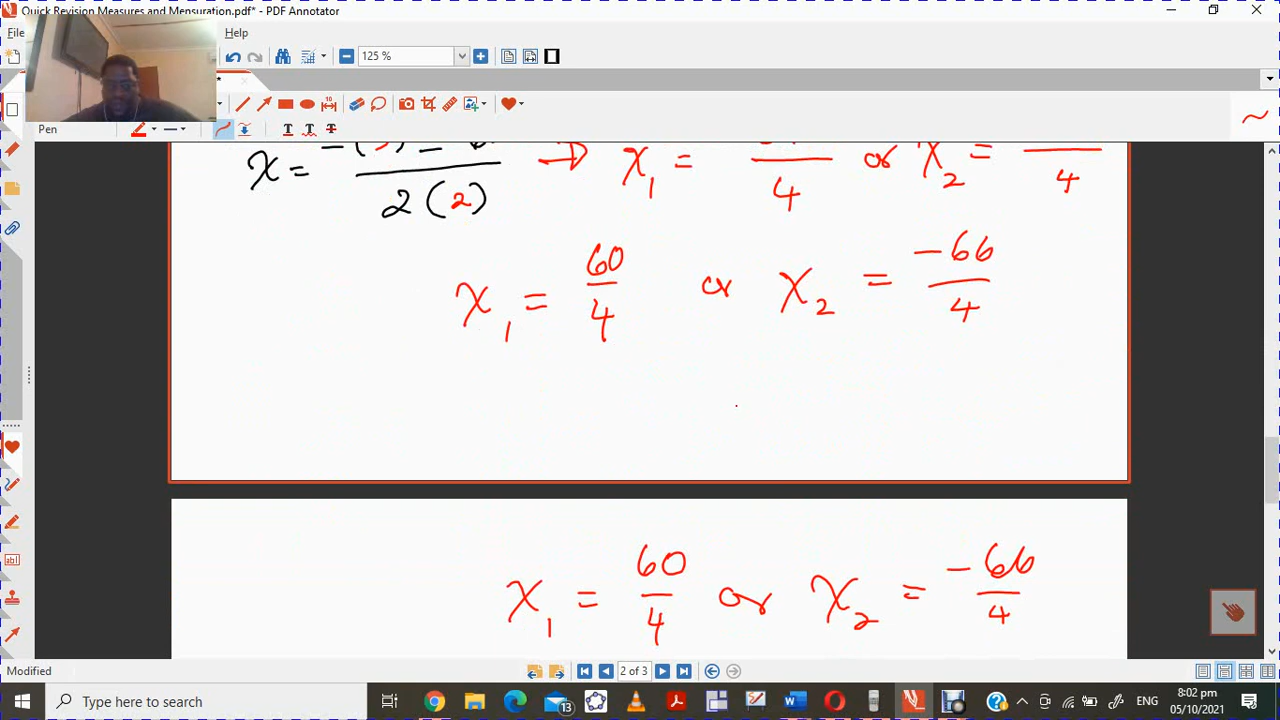 Quick Revision Measures and Mensuration.pdf* - PDF Annotator
File
Help
125 %
Pen
x = 2 (2) → x₁ = 4 or x₂ = 4
x₁ = 60/4 or x₂ = -66/4
x₁ = 60/4 or x₂ = -66/4
Modified
2 of 3
Type here to search
13
ENG
8:02 pm
05/10/2021